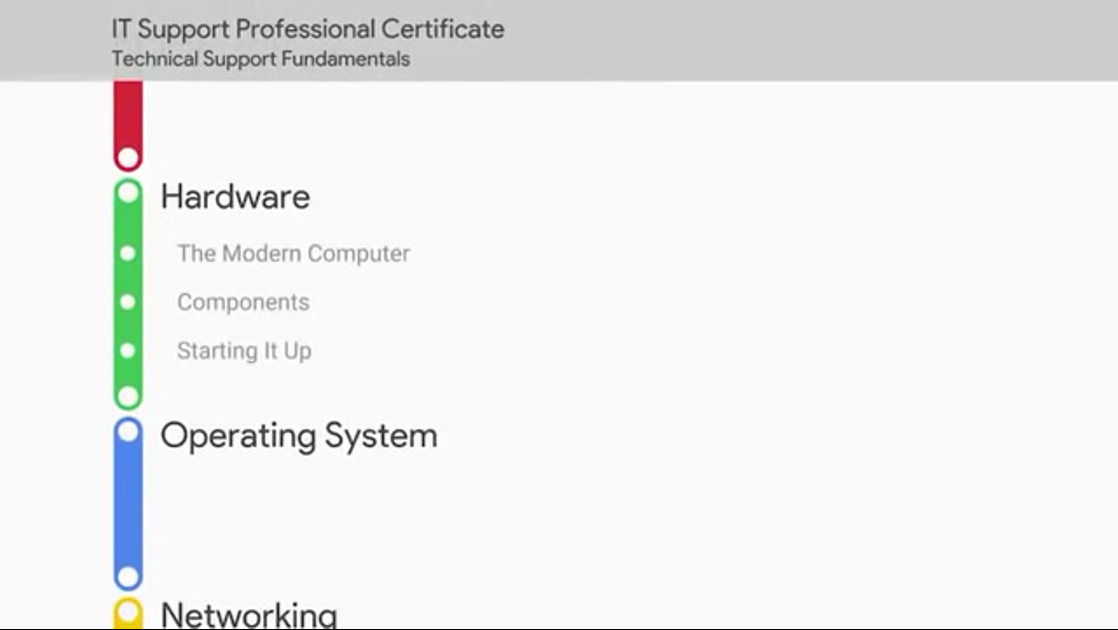 IT Support Professional Certificate
Technical Support Fundamentals
Hardware
The Modern Computer
Components
Starting It Up
Operating System
Networking